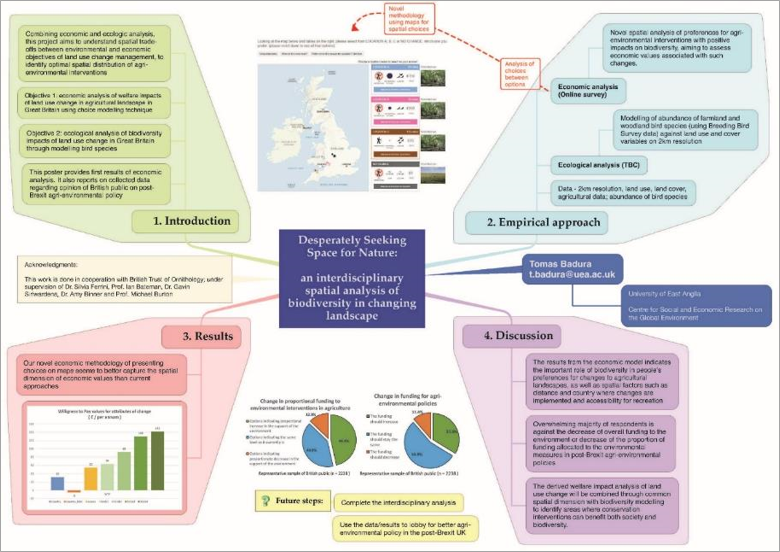 Combining economic and ecologic analysis,
this project aims to understand spatial trade-
offs between environmental and economic
objectives of land use change management, to
to identify optimal spatial distribution of agri-
environmental interventions
Objective 1: economic analysis of welfare impacts
of land use change in agricultural landscape in
Great Britain using choice modelling technique
Objective 2: ecological analysis of biodiversity
impacts of land use change in Great Britain
through modelling bird species
This poster provides first results of economic
analysis. It also reports on collected data
regarding opinion of British public on post-
Brexit agri-environmental policy
1. Introduction
Novel
methodology
using maps for
spatial choices
Analysis of
choices
between
options
Novel spatial analysis of preferences for agri-
environmental interventions with positive
impacts on biodiversity, aiming to assess
economic values associated with such
changes.
Economic analysis
(Online survey)
Modelling of abundance of farmland and
woodland bird species (using Breeding Bird
Survey data) against land use and cover
variables on 2km resolution
Ecological analysis (TBC)
Data - 2km resolution, land use, land cover,
agricultural data; abundance of bird species
2. Empirical approach
Desperately Seeking
Space for Nature:
an interdisciplinary
spatial analysis of
biodiversity in changing
landscape
Acknowledgments:
This work is done in cooperation with British Trust of Ornithology; under
supervision of Dr. Silvia Ferrini, Prof. Ian Bateman, Dr. Gavin
Siriwardena, Dr. Amy Binner and Prof. Michael Burton
Tomas Badura
t.badura@uea.ac.uk
University of East Anglia
Centre for Social and Economic Research on
the Global Environment
3. Results
Our novel economic methodology of presenting
choices on maps seems to better capture the spatial
dimension of economic values than current
approaches
Willigness to Pay values for attributes of change
( £ / per annum )
Change in proportional funding to
environmental interventions in agriculture
Representative sample of British public
Change in funding for agri-
environmental policies
The funding
should increase
The funding
should stay the
same
The funding
should decrease
Representative sample of British public
Future steps:
Complete the interdisciplinary analysis
Use the data/results to lobby for better agri-
environmental policy in the post-Brexit UK
4. Discussion
The results from the economic model indicates
the important role of biodiversity in people's
preferences for changes to agricultural
landscapes, as well as spatial factors such as
distance and country where changes are
implemented and accessibility for recreation
Overwhelming majority of respondents is
against the decrease of overall funding to the
environment or decrease of the proportion of
funding allocated to the environmental
measures in post-Brexit agri-environmental
policies
The derived welfare impact analysis of land
use change will be combined through common
spatial dimension with biodiversity modelling
to identify areas where conservation
interventions can benefit both society and
biodiversity.